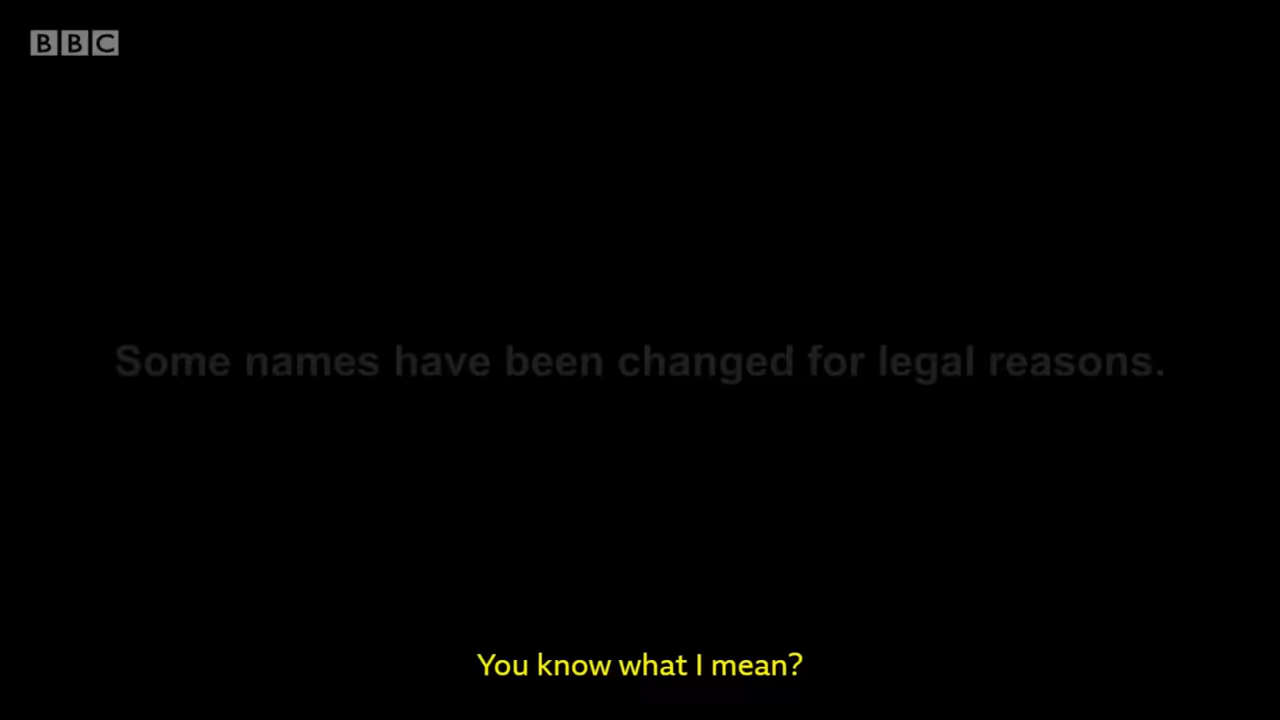 BBC
Some names have been changed for legal reasons.
You know what I mean?